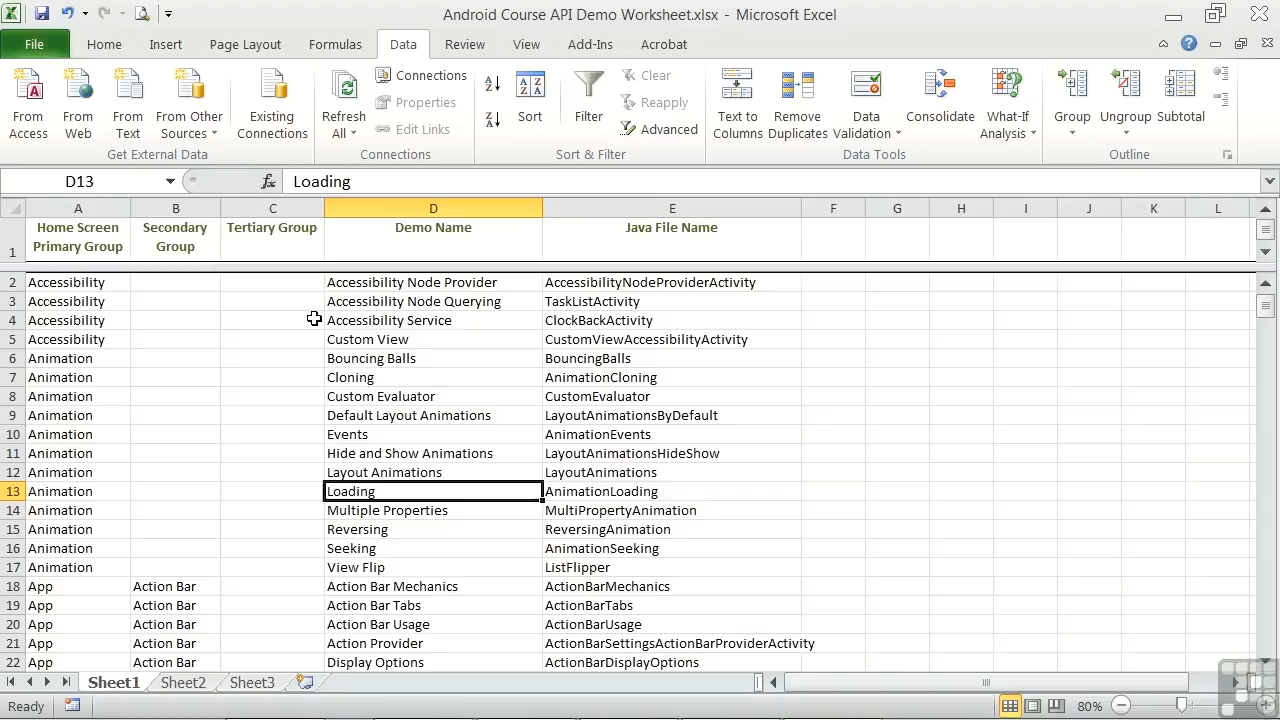 Android Course API Demo Worksheet.xlsx - Microsoft Excel
File Home Insert Page Layout Formulas Data Review View Add-Ins Acrobat
From Access
From Web
From Text
From Other Sources
Existing Connections
Get External Data
Refresh All
Connections
Properties
Edit Links
Connections
Sort
Filter
Clear
Reapply
Advanced
Sort & Filter
Text to Columns
Remove Duplicates
Data Validation
Consolidate
What-If Analysis
Data Tools
Group
Ungroup
Subtotal
Outline
D13 fx Loading
A B C D E F G H I J K L
1 Home Screen Primary Group Secondary Group Tertiary Group Demo Name Java File Name
2 Accessibility Accessibility Node Provider AccessibilityNodeProviderActivity
3 Accessibility Accessibility Node Querying TaskListActivity
4 Accessibility Accessibility Service ClockBackActivity
5 Accessibility Custom View CustomViewAccessibilityActivity
6 Animation Bouncing Balls BouncingBalls
7 Animation Cloning AnimationCloning
8 Animation Custom Evaluator CustomEvaluator
9 Animation Default Layout Animations LayoutAnimationsByDefault
10 Animation Events AnimationEvents
11 Animation Hide and Show Animations LayoutAnimationsHideShow
12 Animation Layout Animations LayoutAnimations
13 Animation Loading AnimationLoading
14 Animation Multiple Properties MultiPropertyAnimation
15 Animation Reversing ReversingAnimation
16 Animation Seeking AnimationSeeking
17 Animation View Flip ListFlipper
18 App Action Bar Action Bar Mechanics ActionBarMechanics
19 App Action Bar Action Bar Tabs ActionBarTabs
20 App Action Bar Action Bar Usage ActionBarUsage
21 App Action Bar Action Provider ActionBarSettingsActionBarProviderActivity
22 App Action Bar Display Options ActionBarDisplayOptions
Sheet1 Sheet2 Sheet3
Ready 80%